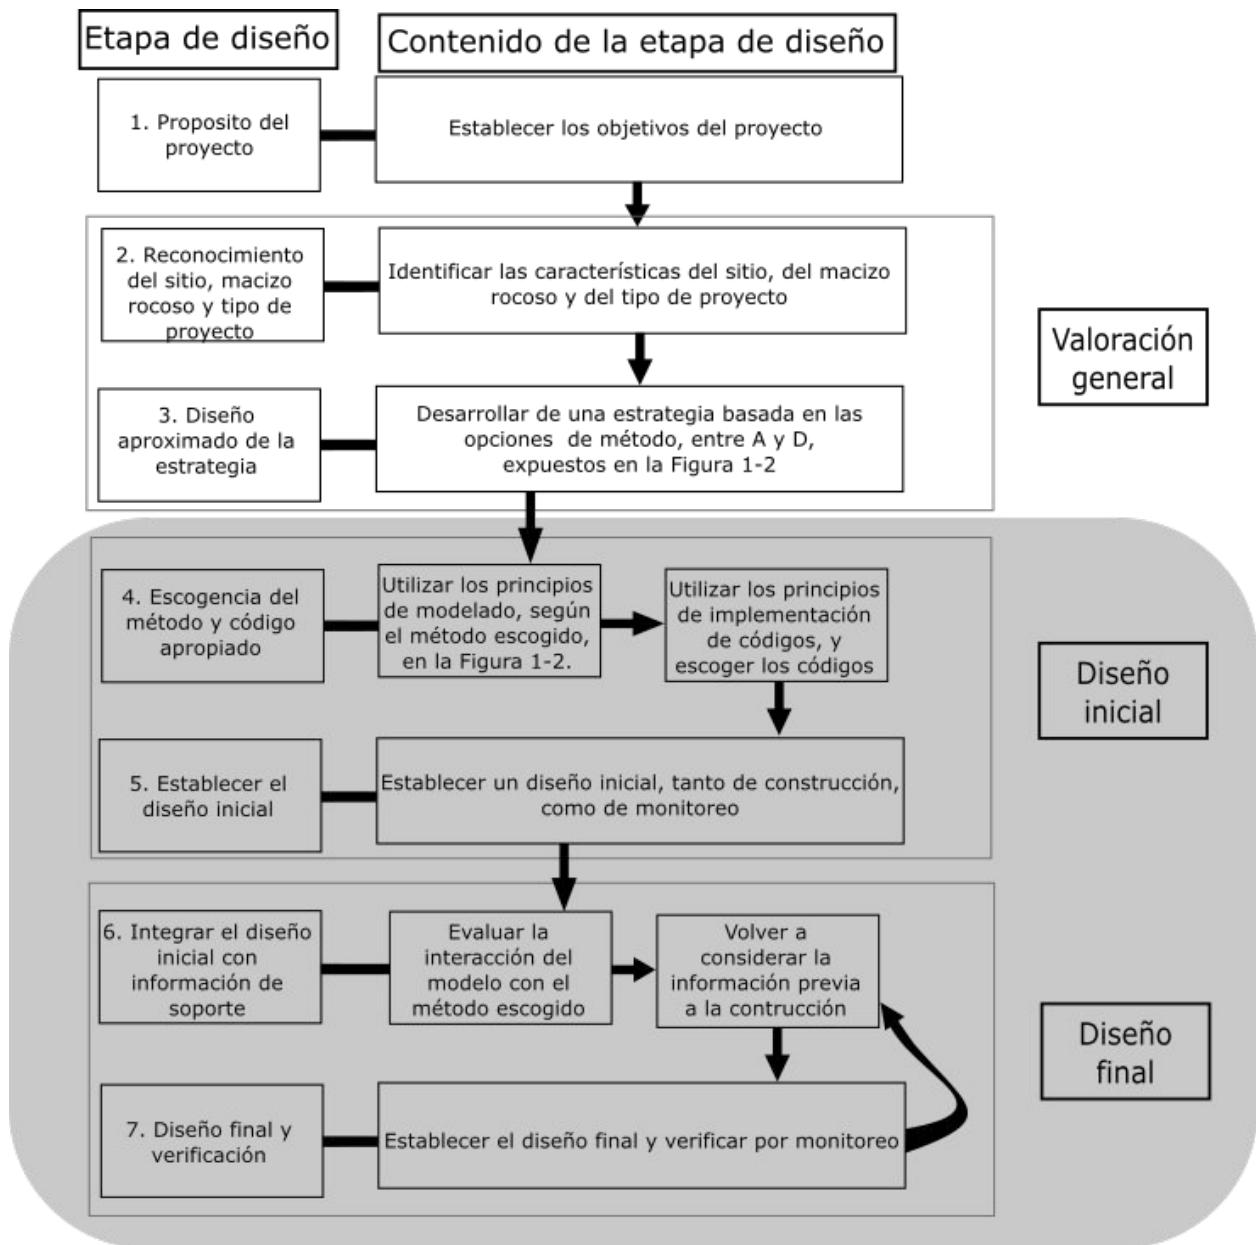 Etapa de diseño
Contenido de la etapa de diseño
1. Proposito del
proyecto
Establecer los objetivos del proyecto
2. Reconocimiento
del sitio, macizo
rocoso y tipo de
proyecto
Identificar las características del sitio, del macizo
rocoso y del tipo de proyecto
Valoración
general
3. Diseño
aproximado de la
estrategia
Desarrollar de una estrategia basada en las
opciones de método, entre A y D,
expuestos en la Figura 1-2
4. Escogencia del
método y código
apropiado
Utilizar los principios
de modelado, según
el método escogido,
en la Figura 1-2.
Utilizar los principios
de implementación
de códigos, y
escoger los códigos
Diseño
inicial
5. Establecer el
diseño inicial
Establecer un diseño inicial, tanto de construcción,
como de monitoreo
6. Integrar el diseño
inicial con
información de
soporte
Evaluar la
interacción del
modelo con el
método escogido
Volver a
considerar la
información previa
a la contrucción
Diseño
final
7. Diseño final y
verificación
Establecer el diseño final y verificar por monitoreo